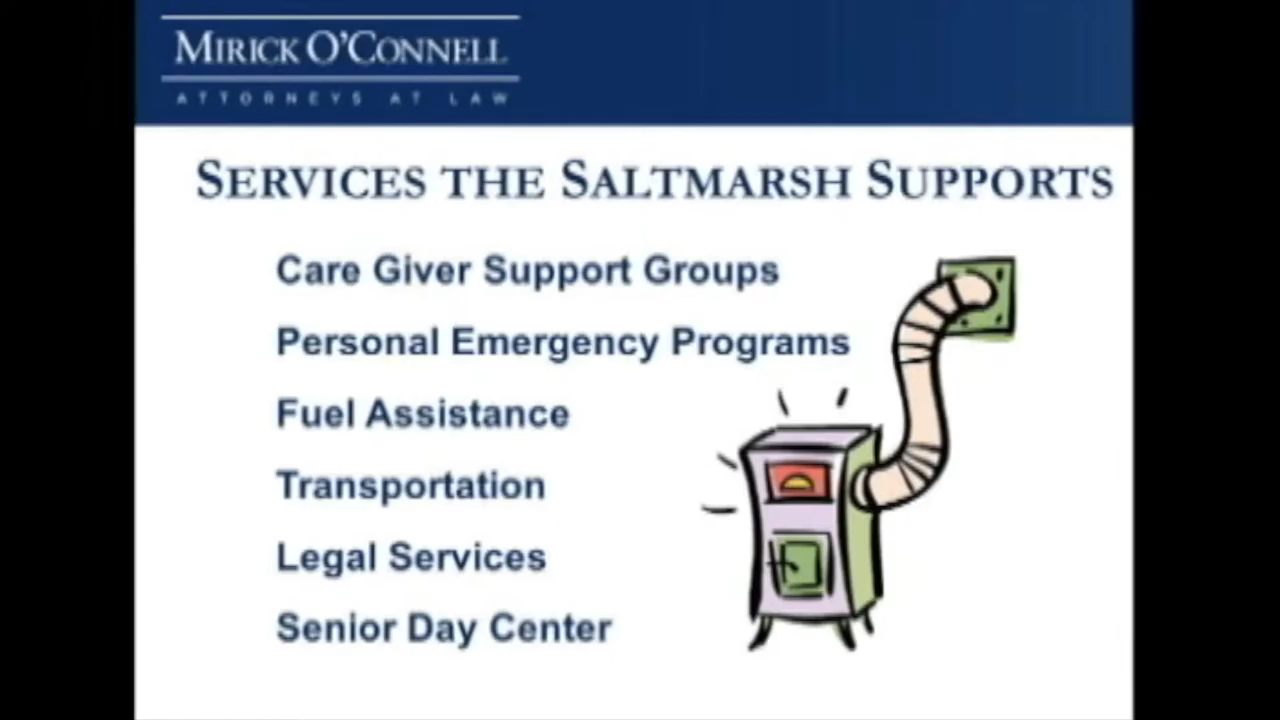 MIRICK O'CONNELL
ATTORNEYS AT LAW
SERVICES THE SALTMARSH SUPPORTS
Care Giver Support Groups
Personal Emergency Programs
Fuel Assistance
Transportation
Legal Services
Senior Day Center